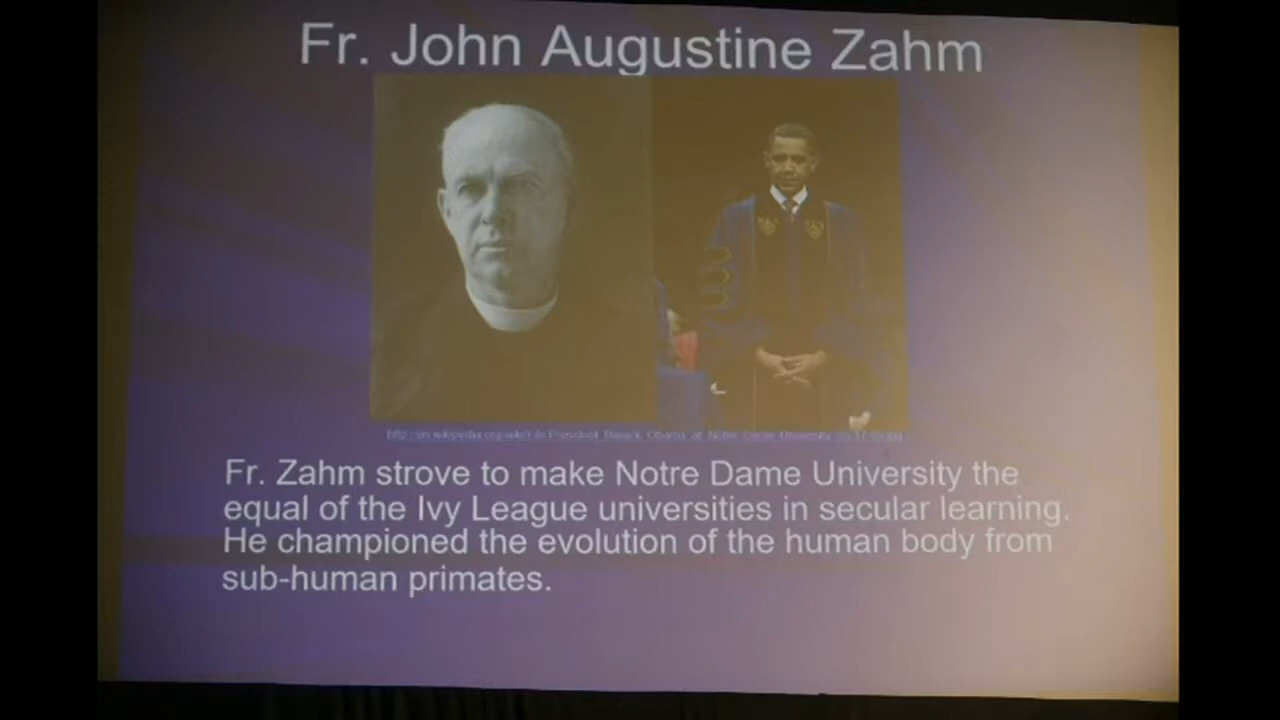 Fr. John Augustine Zahm
Fr. Zahm strove to make Notre Dame University the
equal of the Ivy League universities in secular learning.
He championed the evolution of the human body from
sub-human primates.